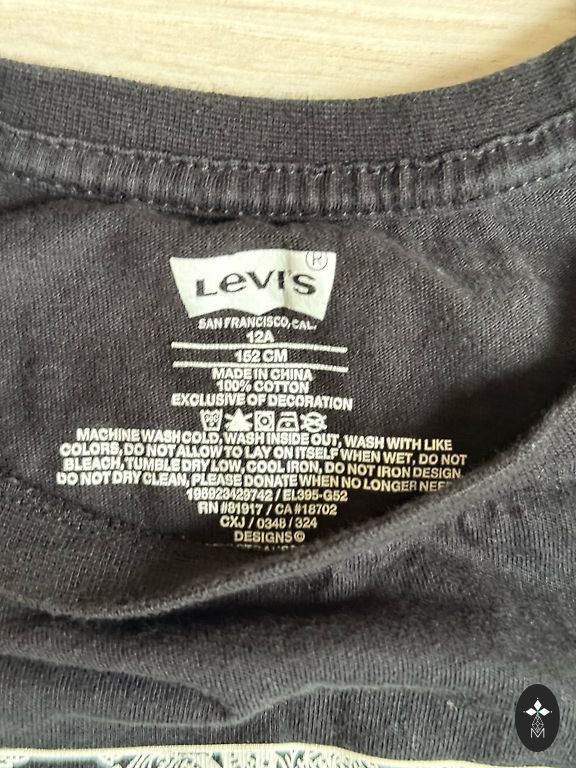 Levi's ®
SAN FRANCISCO, CAL.
12A
152 CM
MADE IN CHINA
100% COTTON
EXCLUSIVE OF DECORATION
MACHINE WASH COLD, WASH INSIDE OUT, WASH WITH LIKE
COLORS, DO NOT ALLOW TO LAY ON ITSELF WHEN WET, DO NOT
BLEACH, TUMBLE DRY LOW, COOL IRON, DO NOT IRON DESIGN,
DO NOT DRY CLEAN, PLEASE DONATE WHEN NO LONGER
196923429742 / EL395-G52
RN #81917 / CA #18702
CXJ / 0348 / 324
DESIGNS ©
M